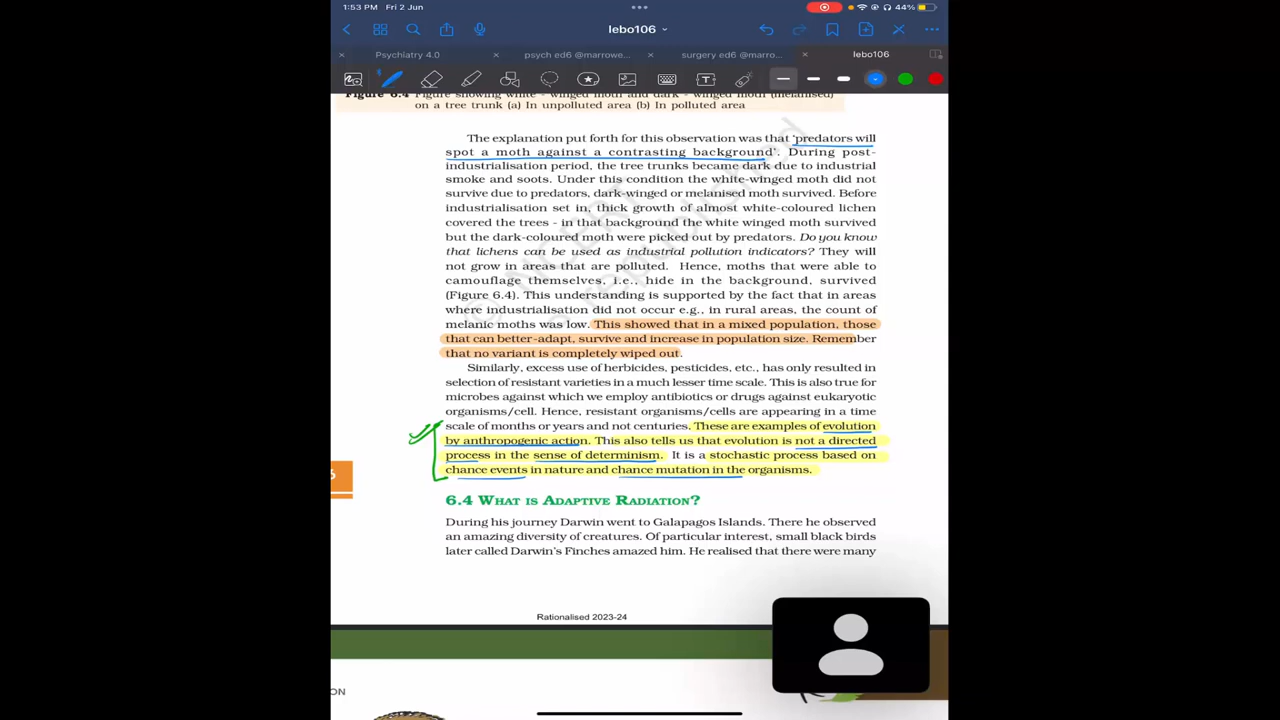 1:53 PM Fri 2 Jun
44%
lebo106
Psychiatry 4.0
psych ed6 @marrowe...
surgery ed6 @marro...
lebo106
Figure 6.4 Figure showing white - winged moth and dark - winged moth (melanised)
on a tree trunk (a) In unpolluted area (b) In polluted area
The explanation put forth for this observation was that ‘predators will
spot a moth against a contrasting background’. During post-
industrialisation period, the tree trunks became dark due to industrial
smoke and soots. Under this condition the white-winged moth did not
survive due to predators, dark-winged or melanised moth survived. Before
industrialisation set in, thick growth of almost white-coloured lichen
covered the trees - in that background the white winged moth survived
but the dark-coloured moth were picked out by predators. Do you know
that lichens can be used as industrial pollution indicators? They will
not grow in areas that are polluted. Hence, moths that were able to
camouflage themselves, i.e., hide in the background, survived
(Figure 6.4). This understanding is supported by the fact that in areas
where industrialisation did not occur e.g., in rural areas, the count of
melanic moths was low. This showed that in a mixed population, those
that can better-adapt, survive and increase in population size. Remember
that no variant is completely wiped out.
Similarly, excess use of herbicides, pesticides, etc., has only resulted in
selection of resistant varieties in a much lesser time scale. This is also true for
microbes against which we employ antibiotics or drugs against eukaryotic
organisms/cell. Hence, resistant organisms/cells are appearing in a time
scale of months or years and not centuries. These are examples of evolution
by anthropogenic action. This also tells us that evolution is not a directed
process in the sense of determinism. It is a stochastic process based on
chance events in nature and chance mutation in the organisms.
6.4 WHAT IS ADAPTIVE RADIATION?
During his journey Darwin went to Galapagos Islands. There he observed
an amazing diversity of creatures. Of particular interest, small black birds
later called Darwin’s Finches amazed him. He realised that there were many
Rationalised 2023-24
ON